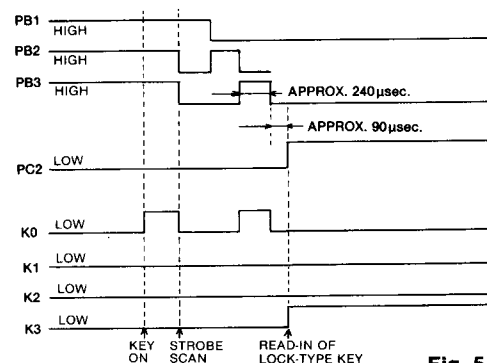 PB1
HIGH
PB2
HIGH
PB3
HIGH
APPROX. 240μsec.
APPROX. 90μsec.
PC2
LOW
K0
LOW
K1
LOW
K2
LOW
K3
LOW
KEY
ON
STROBE
SCAN
READ-IN OF
LOCK-TYPE KEY
Fig. 5